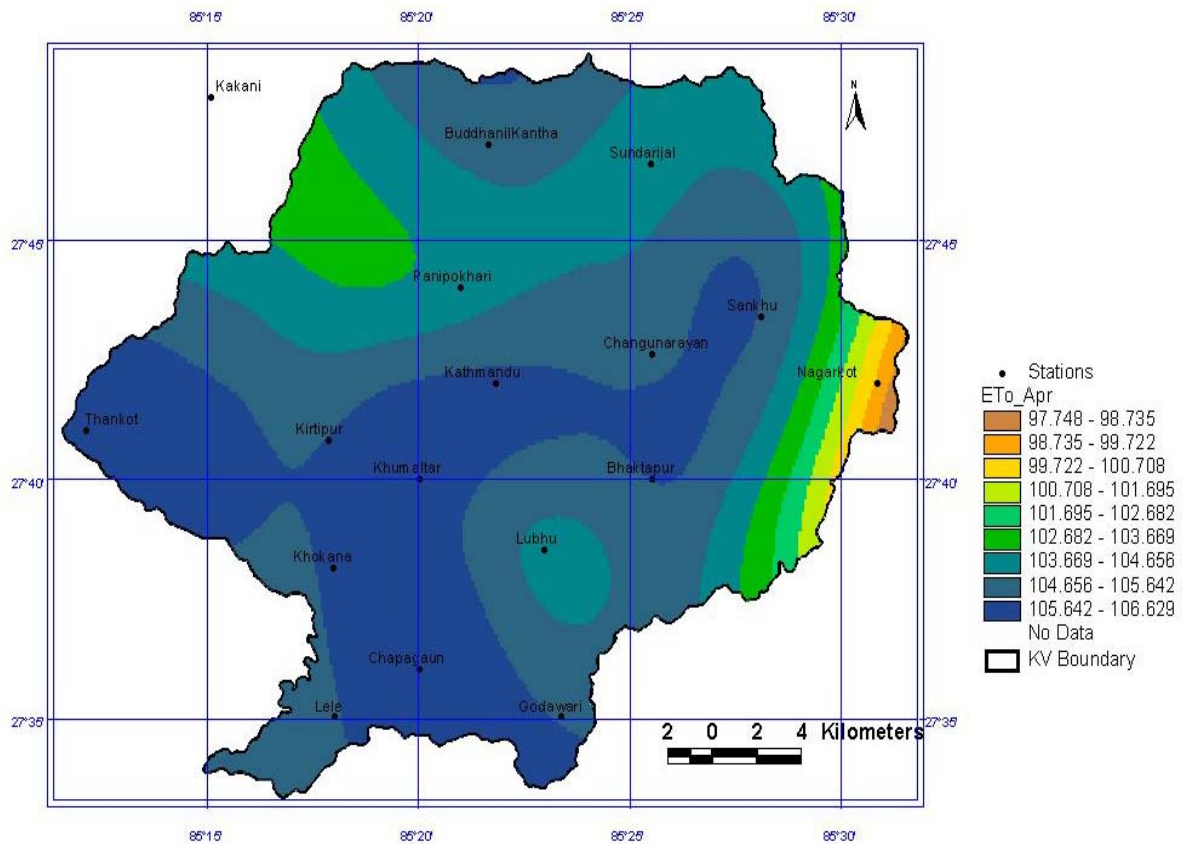 85°15' 85°20' 85°25' 85°30'
Kakani
N
BuddhanilKantha
Sundarijal
27°45' 27°45'
Panipokhari
Sankhu
Changunarayan
Kathmandu
Nagarkot
Thankot
Kirtipur
Khumaltar
Bhaktapur
27°40' 27°40'
Lubhu
Khokana
Chapagaun
Lele
Godawari
27°35' 27°35'
2 0 2 4 Kilometers
85°15' 85°20' 85°25' 85°30'
Stations
ETo_Apr
97.748 - 98.735
98.735 - 99.722
99.722 - 100.708
100.708 - 101.695
101.695 - 102.682
102.682 - 103.669
103.669 - 104.656
104.656 - 105.642
105.642 - 106.629
No Data
KV Boundary